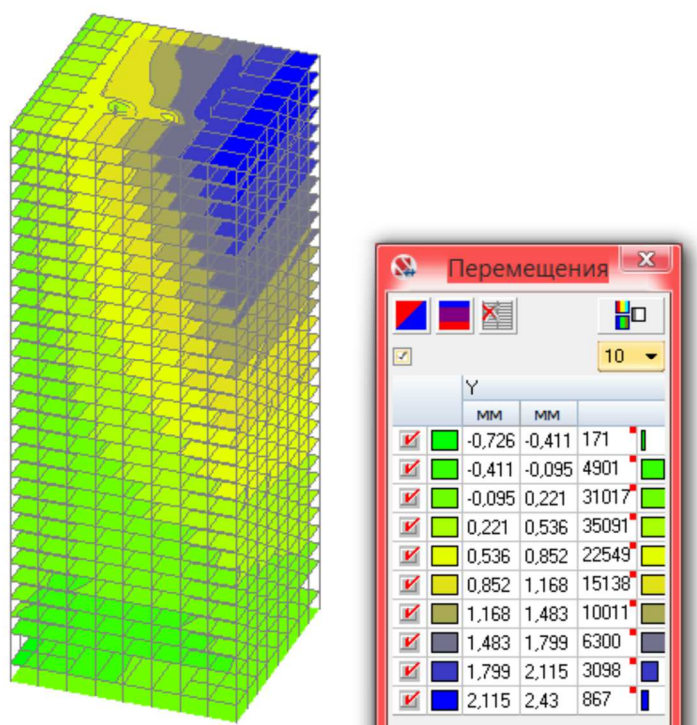 Перемещения
10
Y
мм мм
-0,726 -0,411 171
-0,411 -0,095 4901
-0,095 0,221 31017
0,221 0,536 35091
0,536 0,852 22549
0,852 1,168 15138
1,168 1,483 10011
1,483 1,799 6300
1,799 2,115 3098
2,115 2,43 867